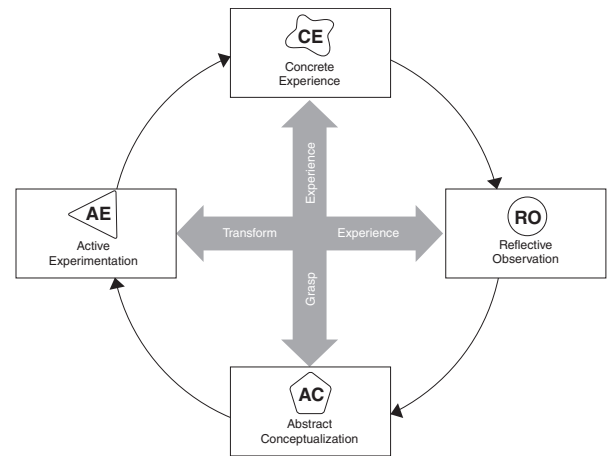 CE
Concrete
Experience
Experience
AE
Active
Experimentation
Transform
Experience
RO
Reflective
Observation
Grasp
AC
Abstract
Conceptualization